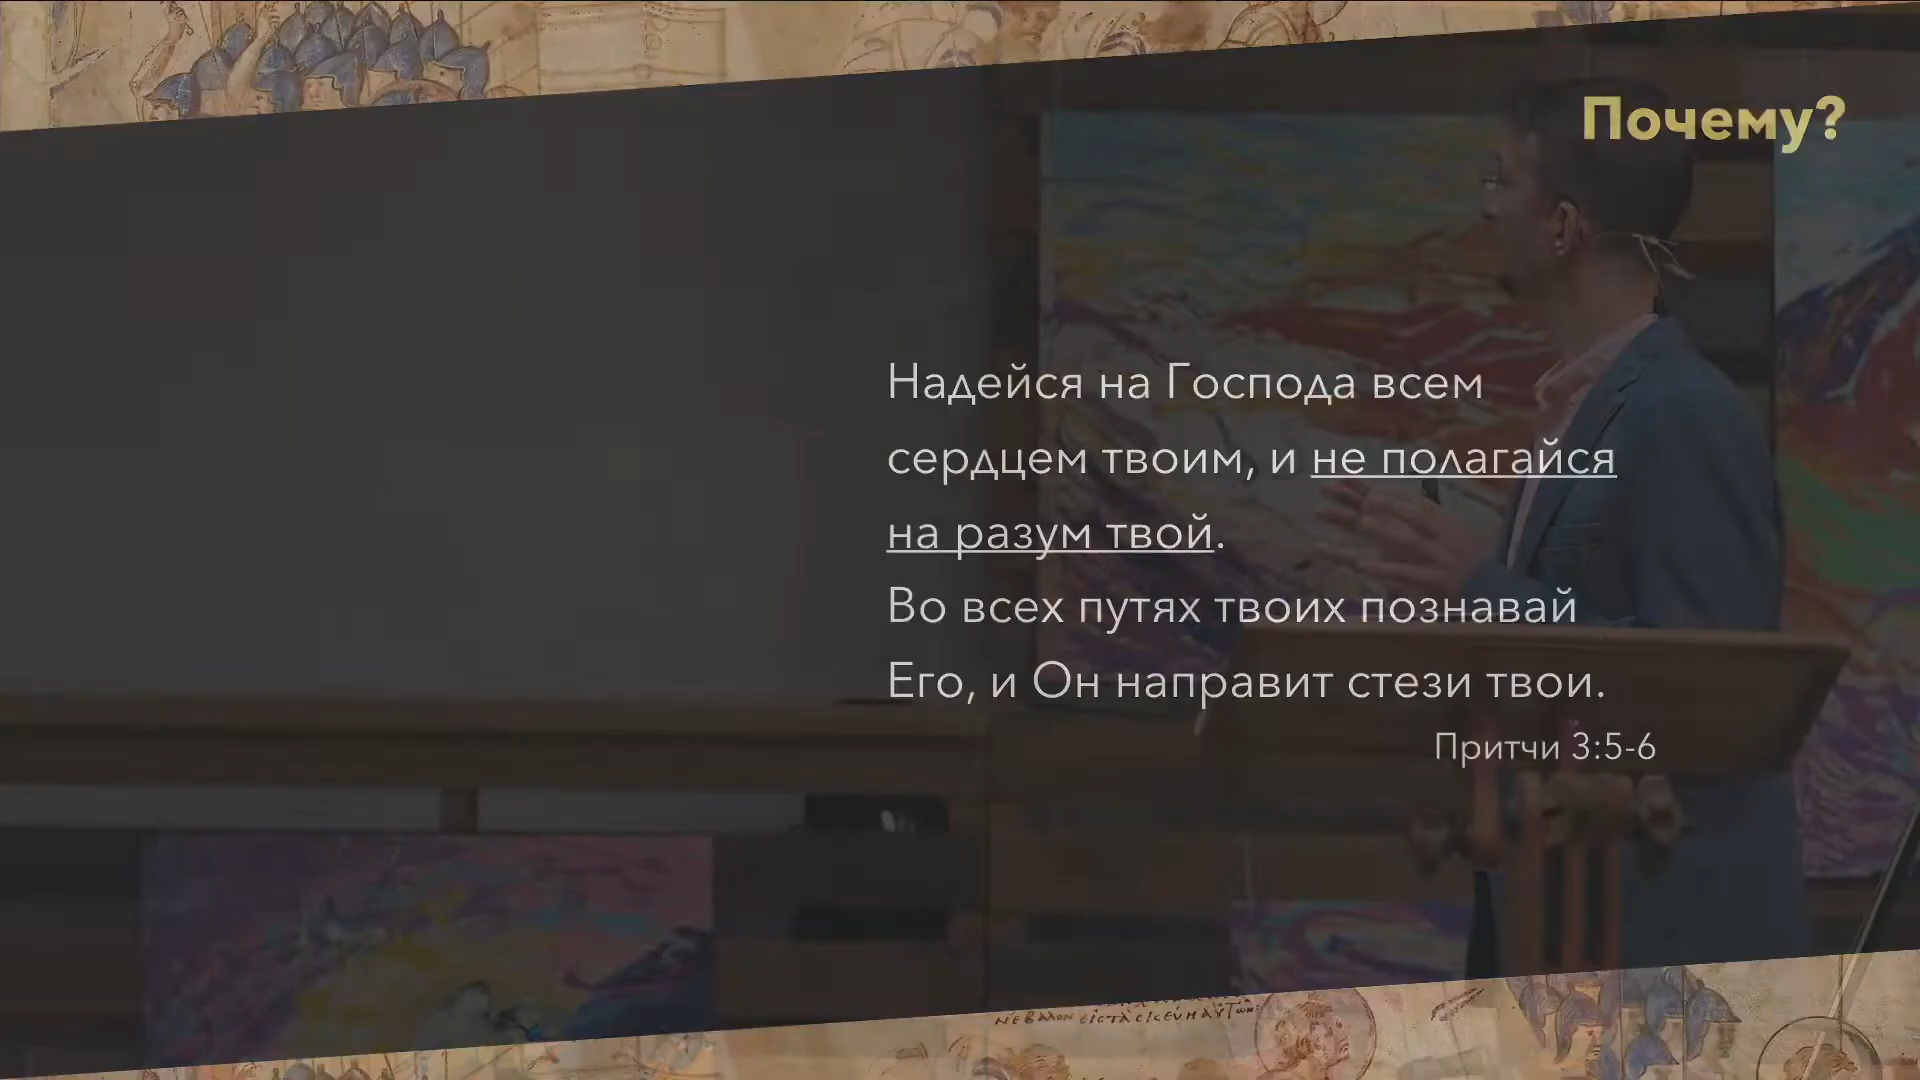 Почему?
Надейся на Господа всем
сердцем твоим, и не полагайся
на разум твой.
Во всех путях твоих познавай
Его, и Он направит стези твои.
Притчи 3:5-6